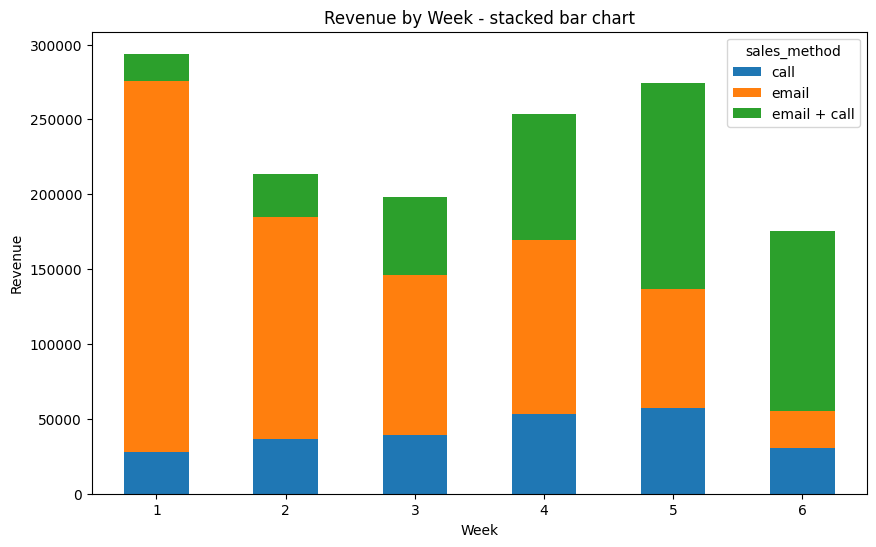 Revenue by Week - stacked bar chart
300000
250000
200000
150000
100000
50000
0
Revenue
sales_method
call
email
email + call
1 2 3 4 5 6
Week